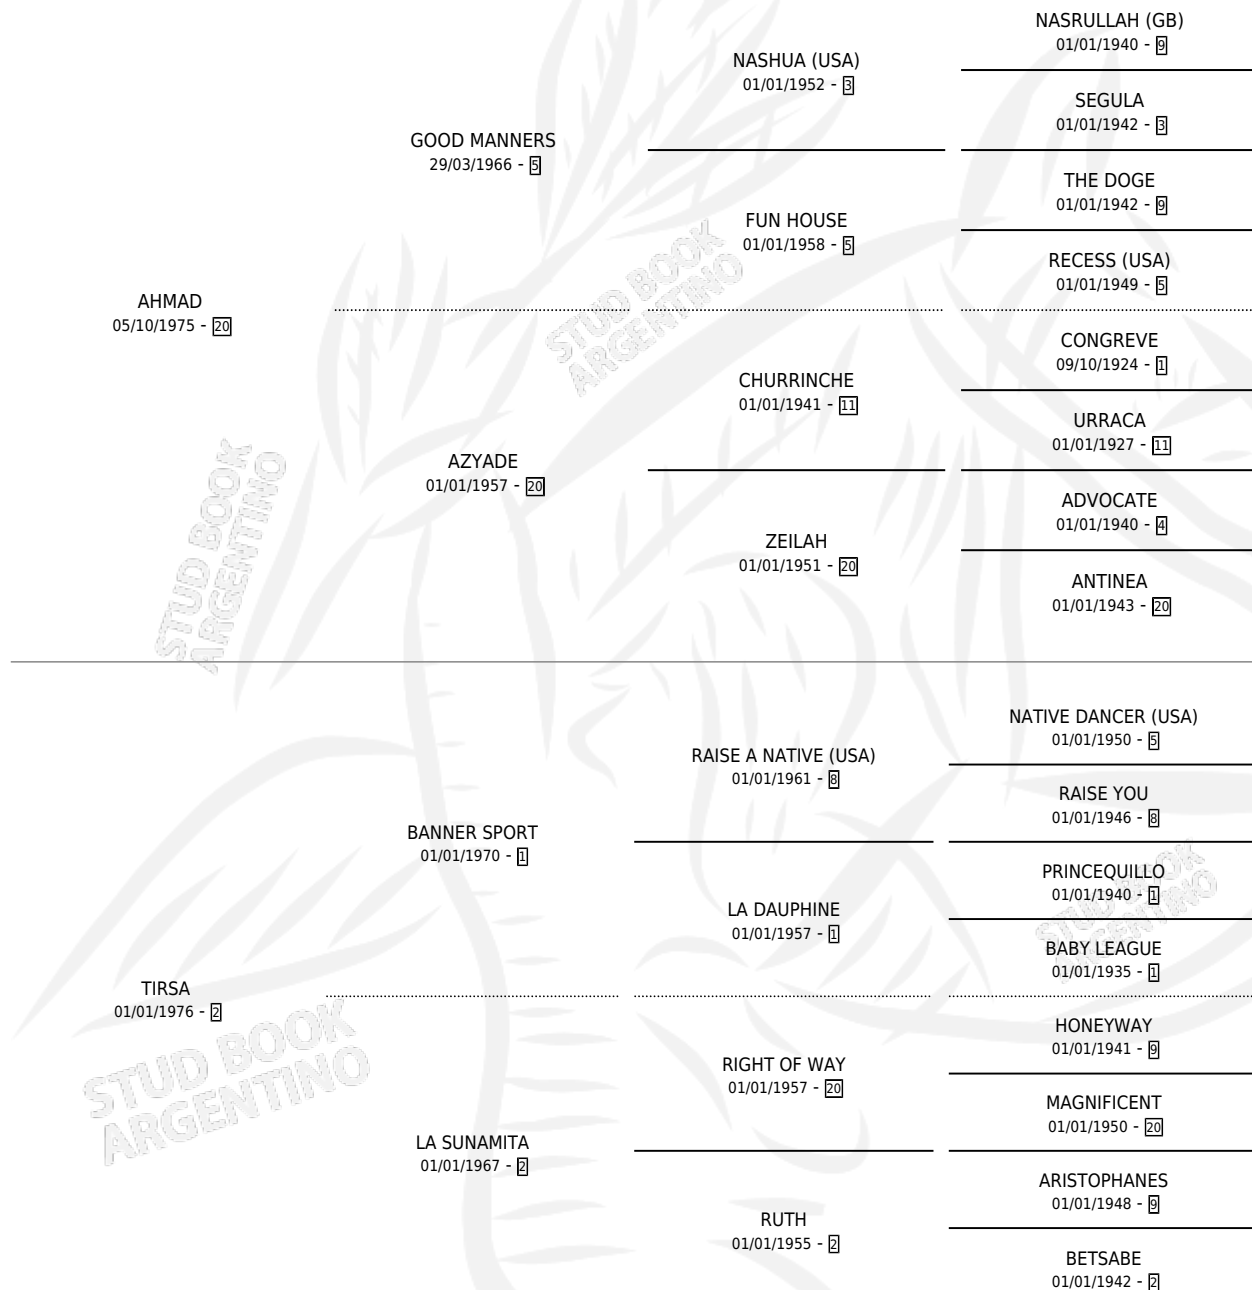 NASRULLAH (GB)
01/01/1940 - 9
NASHUA (USA)
01/01/1952 - 3
SEGULA
01/01/1942 - 3
GOOD MANNERS
29/03/1966 - 5
THE DOGE
01/01/1942 - 9
FUN HOUSE
01/01/1958 - 5
RECESS (USA)
01/01/1949 - 5
AHMAD
05/10/1975 - 20
CONGREVE
09/10/1924 - 1
CHURRINCHE
01/01/1941 - 11
URRACA
01/01/1927 - 11
AZYADE
01/01/1957 - 20
ADVOCATE
01/01/1940 - 4
ZEILAH
01/01/1951 - 20
ANTINEA
01/01/1943 - 20
STUD BOOK
ARGENTINO
STUD BOOK
ARGENTINO
NATIVE DANCER (USA)
01/01/1950 - 5
RAISE A NATIVE (USA)
01/01/1961 - 8
RAISE YOU
01/01/1946 - 8
BANNER SPORT
01/01/1970 - 1
PRINCEQUILLO
01/01/1940 - 1
LA DAUPHINE
01/01/1957 - 1
BABY LEAGUE
01/01/1935 - 1
TIRSA
01/01/1976 - 2
HONEYWAY
01/01/1941 - 9
RIGHT OF WAY
01/01/1957 - 20
MAGNIFICENT
01/01/1950 - 20
LA SUNAMITA
01/01/1967 - 2
ARISTOPHANES
01/01/1948 - 9
RUTH
01/01/1955 - 2
BETSABE
01/01/1942 - 2
STUD BOOK
ARGENTINO
STUD BOOK
ARGENTINO